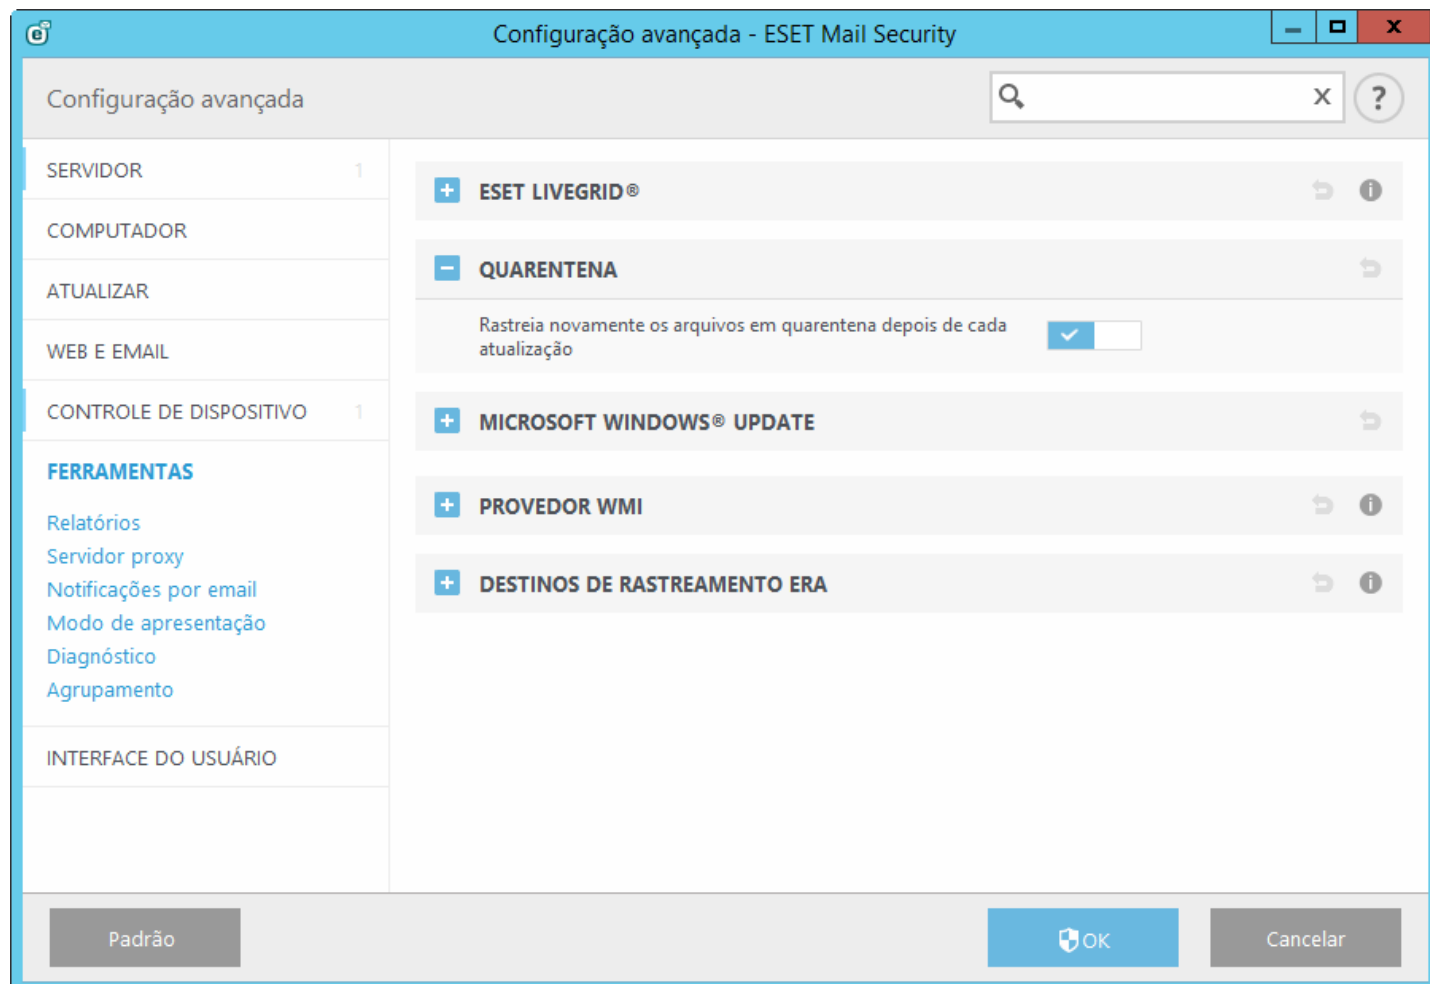 Configuração avançada - ESET Mail Security
Configuração avançada
SERVIDOR 1
COMPUTADOR
ATUALIZAR
WEB E EMAIL
CONTROLE DE DISPOSITIVO 1
FERRAMENTAS
Relatórios
Servidor proxy
Notificações por email
Modo de apresentação
Diagnóstico
Agrupamento
INTERFACE DO USUÁRIO
ESET LIVEGRID®
QUARENTENA
Rastreia novamente os arquivos em quarentena depois de cada
atualização
MICROSOFT WINDOWS® UPDATE
PROVEDOR WMI
DESTINOS DE RASTREAMENTO ERA
Padrão
OK
Cancelar